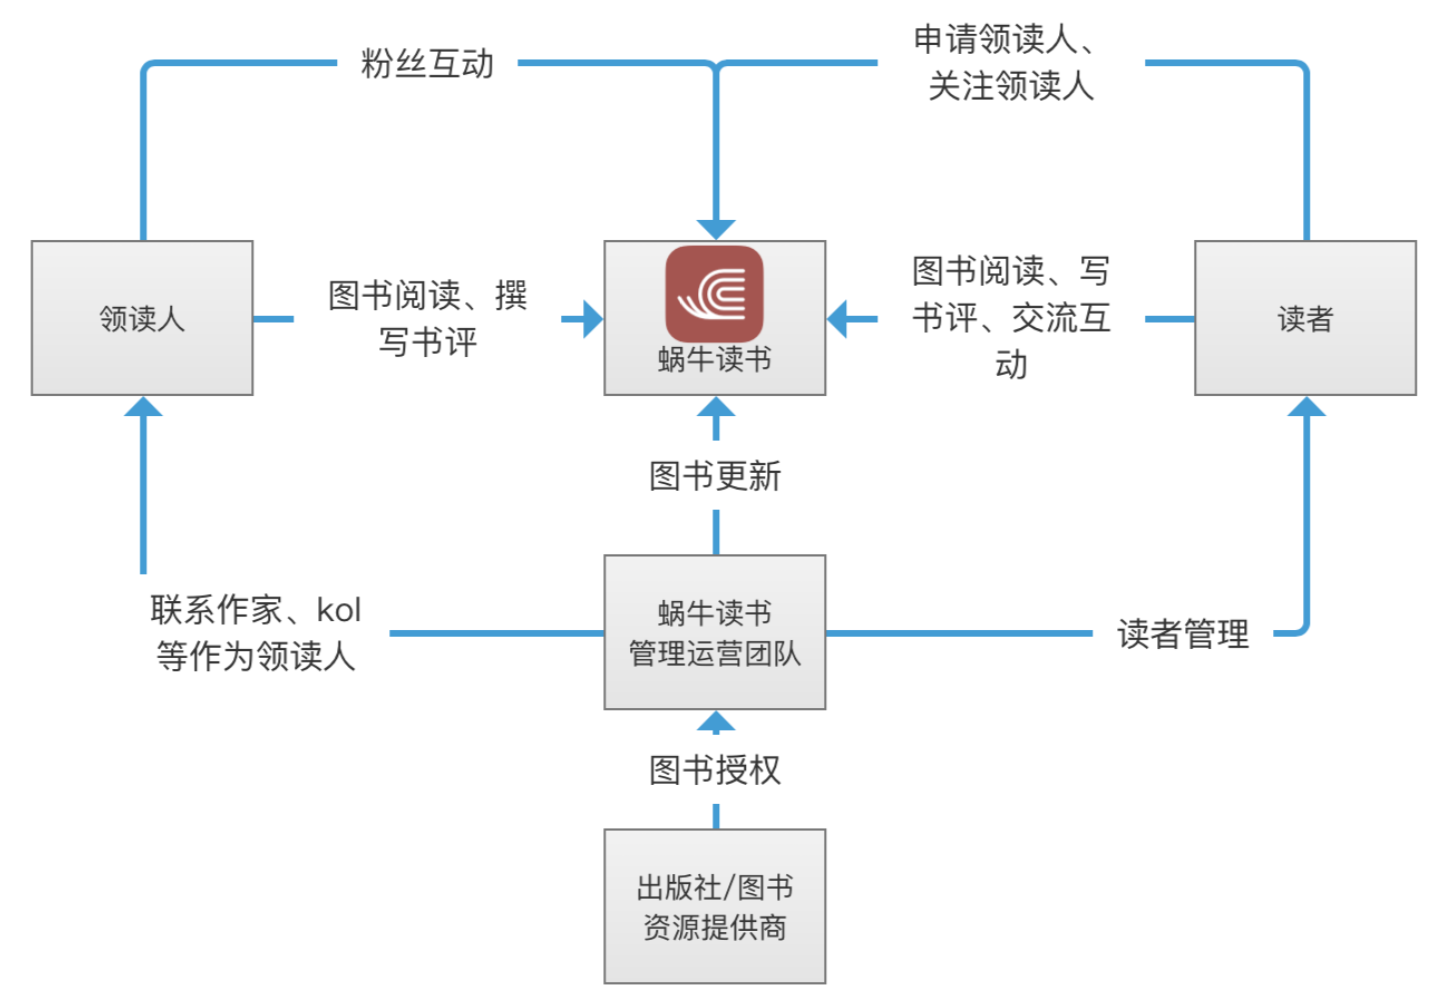 粉丝互动
申请领读人、
关注领读人
领读人
图书阅读、撰
写书评
蜗牛读书
图书阅读、写
书评、交流互
动
读者
图书更新
联系作家、kol
等作为领读人
蜗牛读书
管理运营团队
读者管理
图书授权
出版社/图书
资源提供商